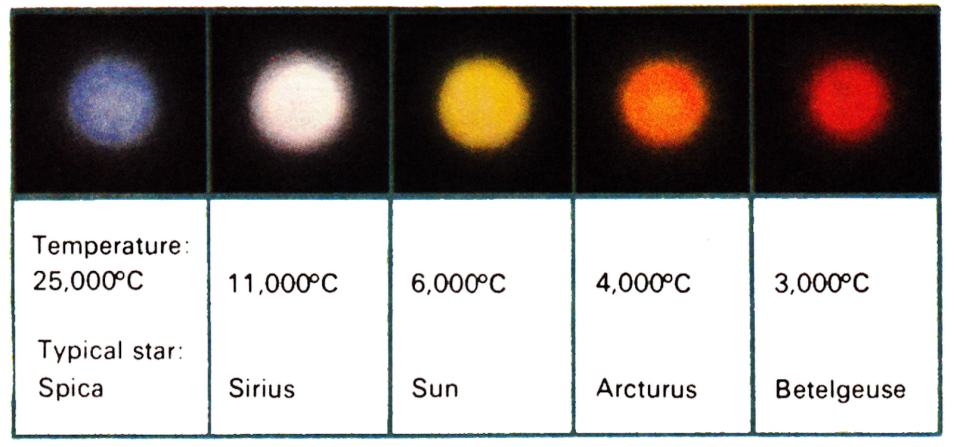 Temperature:
25,000°C 11,000°C 6,000°C 4,000°C 3,000°C
Typical star:
Spica Sirius Sun Arcturus Betelgeuse